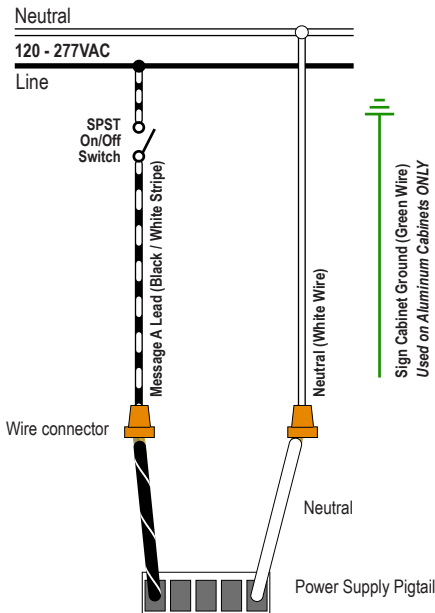 Neutral
120 - 277VAC
Line
SPST
On/Off
Switch
Message A Lead (Black / White Stripe)
Neutral (White Wire)
Sign Cabinet Ground (Green Wire)
Used on Aluminum Cabinets ONLY
Wire connector
Neutral
Power Supply Pigtail